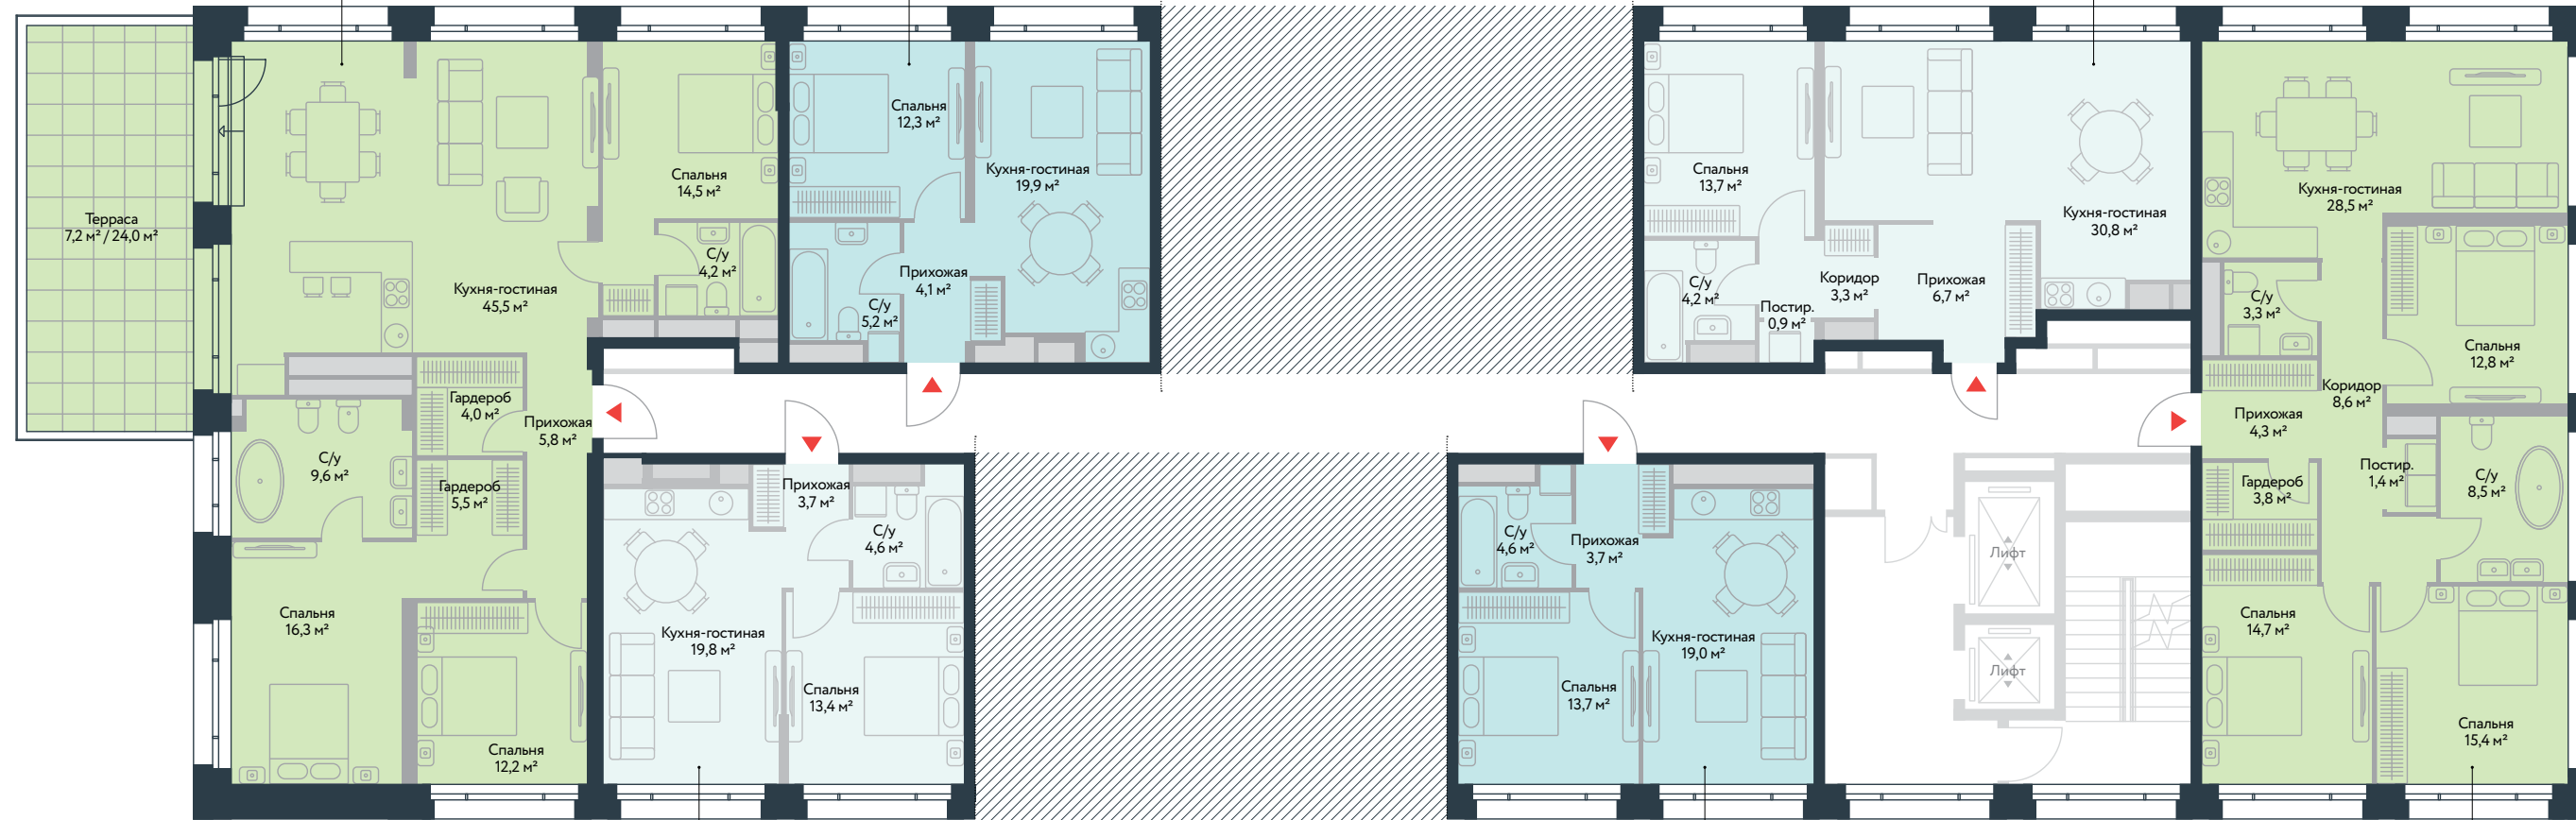 Терраса
7,2 м² / 24,0 м²
Кухня-гостиная
45,5 м²
Спальня
14,5 м²
С/у
4,2 м²
Гардероб
4,0 м²
Прихожая
5,8 м²
С/у
9,6 м²
Гардероб
5,5 м²
Спальня
16,3 м²
Спальня
12,2 м²
Спальня
12,3 м²
Кухня-гостиная
19,9 м²
Прихожая
4,1 м²
С/у
5,2 м²
Прихожая
3,7 м²
С/у
4,6 м²
Кухня-гостиная
19,8 м²
Спальня
13,4 м²
С/у
4,6 м²
Прихожая
3,7 м²
Кухня-гостиная
19,0 м²
Спальня
13,7 м²
Спальня
13,7 м²
Кухня-гостиная
30,8 м²
С/у
4,2 м²
Постир.
0,9 м²
Коридор
3,3 м²
Прихожая
6,7 м²
Лифт
Лифт
Кухня-гостиная
28,5 м²
С/у
3,3 м²
Спальня
12,8 м²
Коридор
8,6 м²
Прихожая
4,3 м²
Гардероб
3,8 м²
Постир.
1,4 м²
С/у
8,5 м²
Спальня
14,7 м²
Спальня
15,4 м²